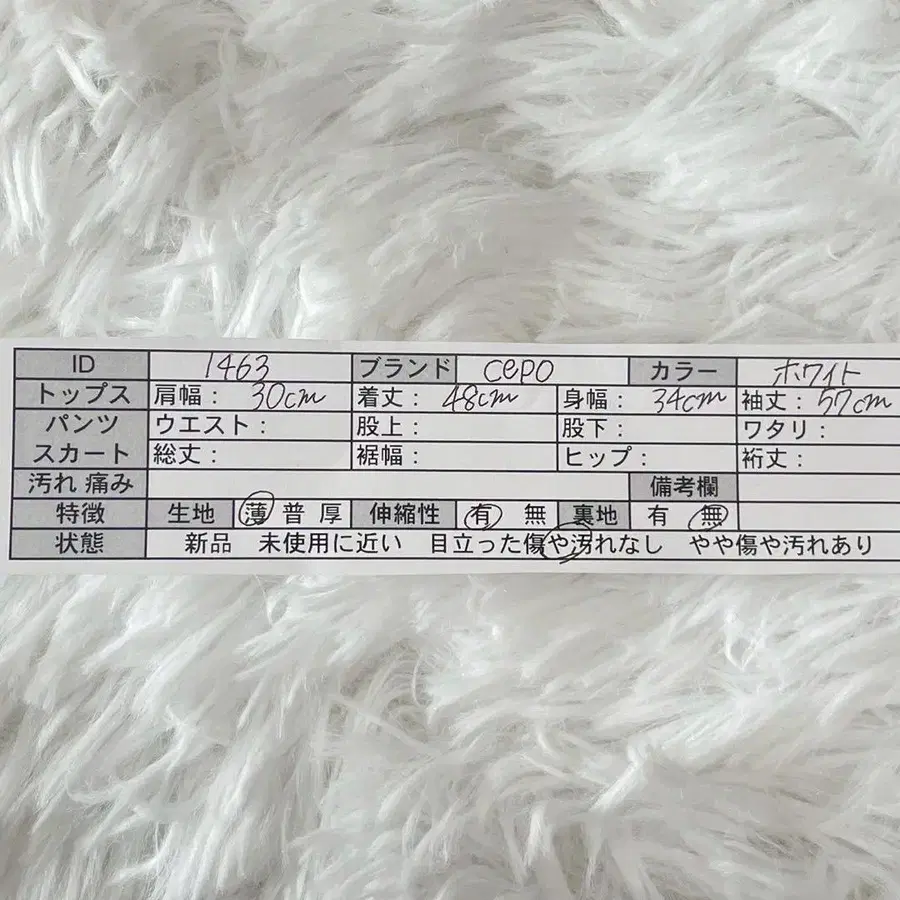 ID 1463 ブランド cepo カラー ホワイト
トップス 肩幅： 30cm 着丈： 48cm 身幅： 34cm 袖丈： 57cm
パンツ ウエスト： 股上： 股下： ワタリ：
スカート 総丈： 裾幅： ヒップ： 裄丈：
汚れ 痛み 備考欄
特徴 生地 薄 普 厚 伸縮性 有 無 裏地 有 無
状態 新品 未使用に近い 目立った傷や汚れなし やや傷や汚れあり